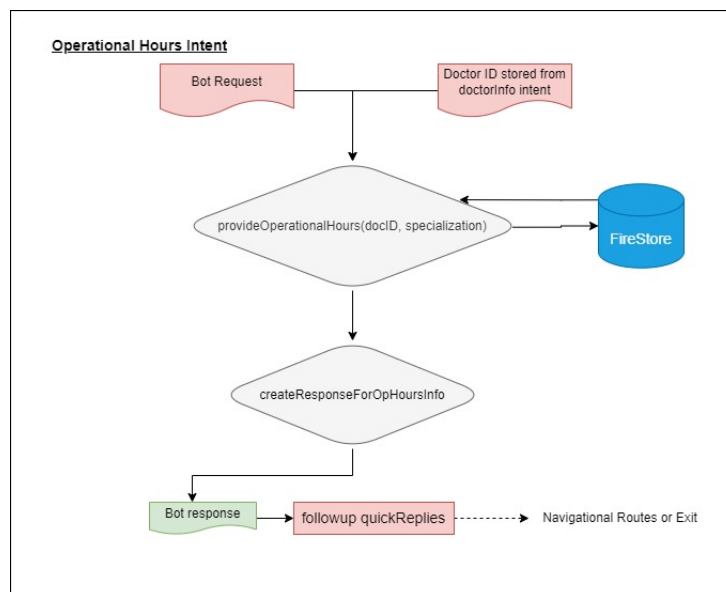 Operational Hours Intent
Bot Request
Doctor ID stored from
doctorInfo intent
provideOperationalHours(docID, specialization)
FireStore
createResponseForOpHoursInfo
Bot response
followup quickReplies
Navigational Routes or Exit